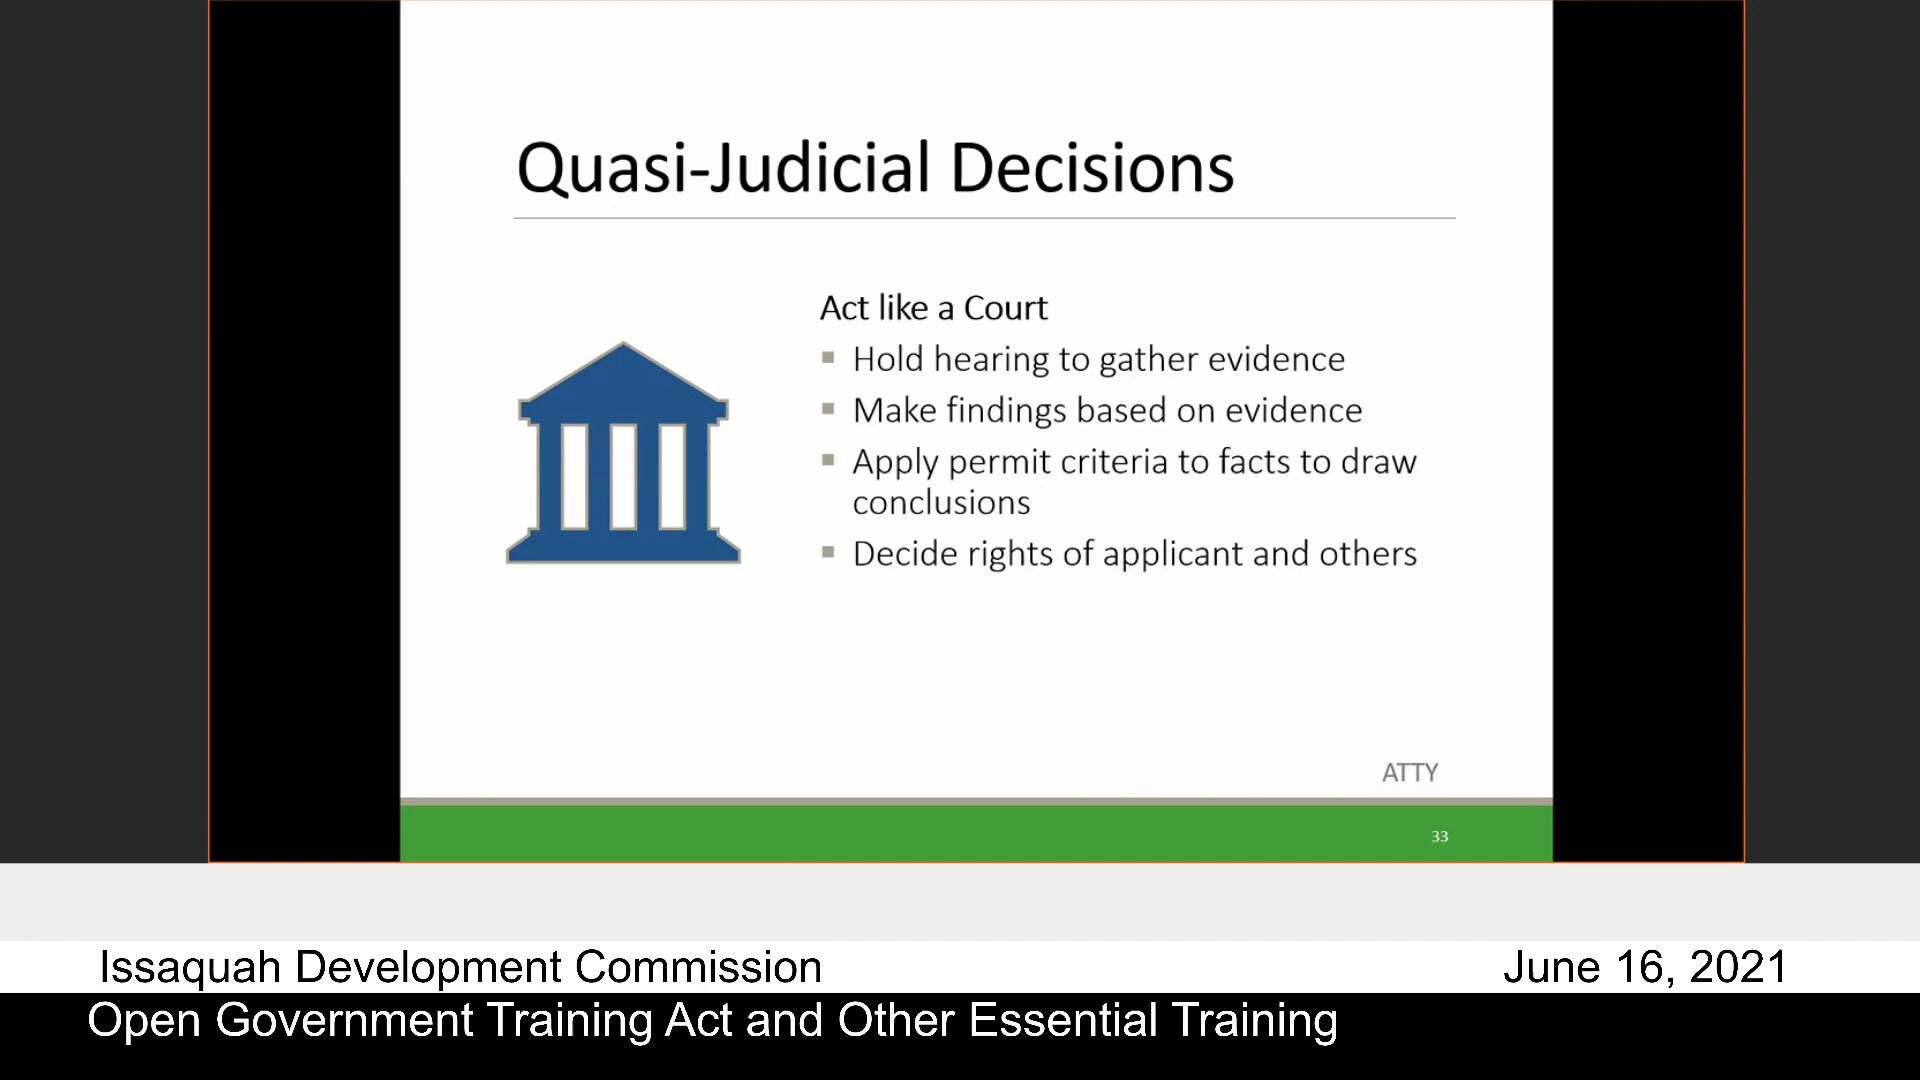 Quasi-Judicial Decisions
Act like a Court
Hold hearing to gather evidence
Make findings based on evidence
Apply permit criteria to facts to draw
conclusions
Decide rights of applicant and others
ATTY
33
Issaquah Development Commission
June 16, 2021
Open Government Training Act and Other Essential Training